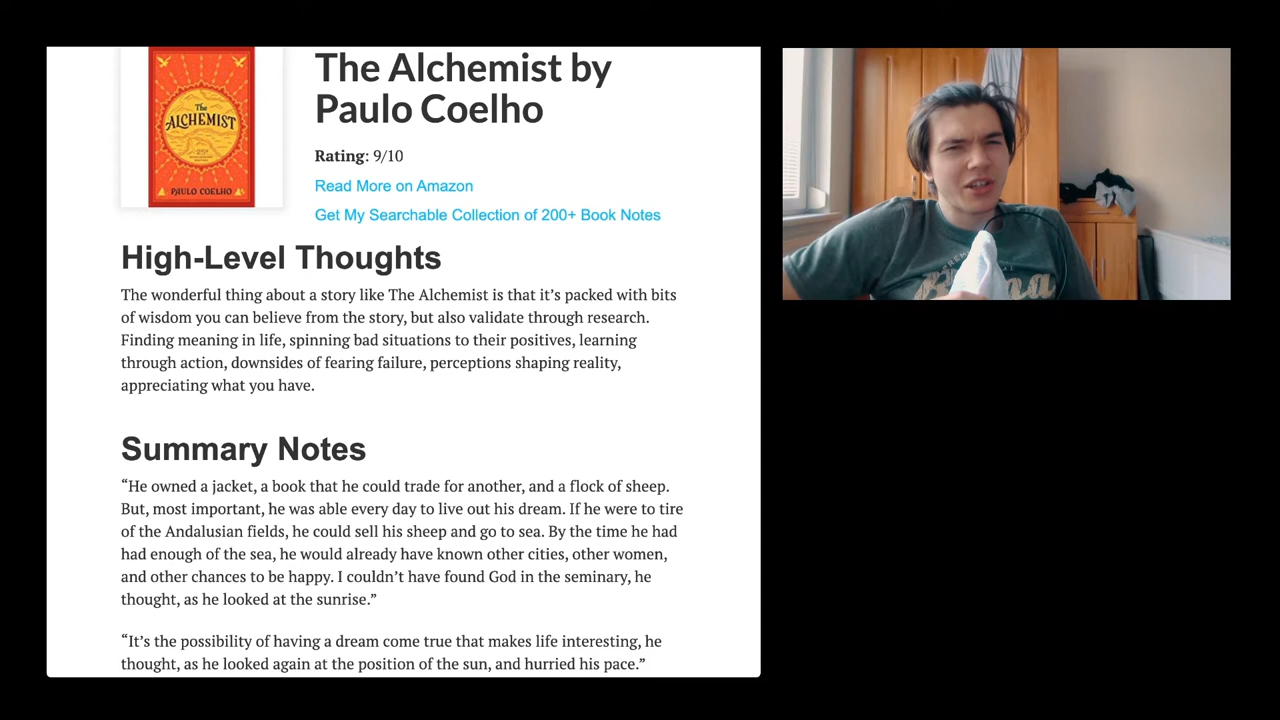 The Alchemist by
Paulo Coelho
The
ALCHEMIST
PAULO COELHO
Rating: 9/10
Read More on Amazon
Get My Searchable Collection of 200+ Book Notes
High-Level Thoughts
The wonderful thing about a story like The Alchemist is that it’s packed with bits
of wisdom you can believe from the story, but also validate through research.
Finding meaning in life, spinning bad situations to their positives, learning
through action, downsides of fearing failure, perceptions shaping reality,
appreciating what you have.
Summary Notes
“He owned a jacket, a book that he could trade for another, and a flock of sheep.
But, most important, he was able every day to live out his dream. If he were to tire
of the Andalusian fields, he could sell his sheep and go to sea. By the time he had
had enough of the sea, he would already have known other cities, other women,
and other chances to be happy. I couldn’t have found God in the seminary, he
thought, as he looked at the sunrise.”
“It’s the possibility of having a dream come true that makes life interesting, he
thought, as he looked again at the position of the sun, and hurried his pace.”